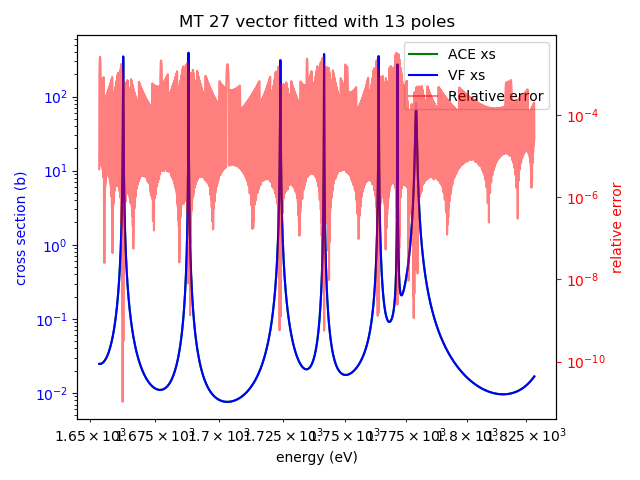 MT 27 vector fitted with 13 poles
ACE xs
VF xs
Relative error
10²
10¹
10⁰
10⁻¹
10⁻²
cross section (b)
10⁻⁴
10⁻⁶
10⁻⁸
10⁻¹⁰
relative error
1.65 × 10³ 1.675 × 10³ 1.7 × 10³ 1.725 × 10³ 1.75 × 10³ 1.775 × 10³ 1.8 × 10³ 1.825 × 10³
energy (eV)